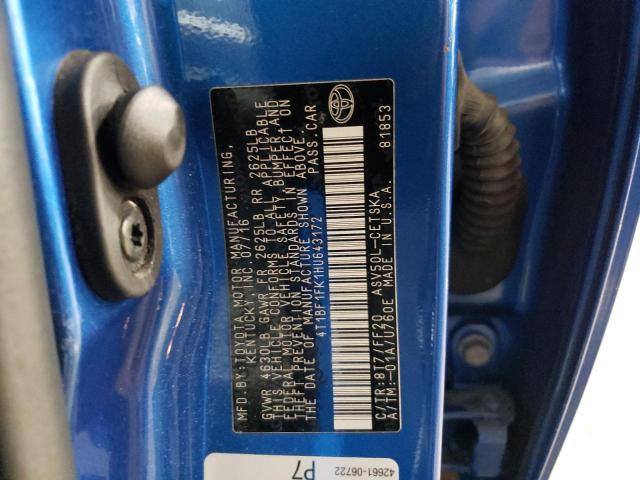 MFD. BY: TOYOTA MOTOR MANUFACTURING,
KENTUCKY, INC. 07/16
GVWR 4630LB GAWR FR 2625LB RR 2625LB
THIS VEHICLE CONFORMS TO ALL APPLICABLE
FEDERAL MOTOR VEHICLE SAFETY, BUMPER AND
THEFT PREVENTION STANDARDS IN EFFECT ON
THE DATE OF MANUFACTURE SHOWN ABOVE.
4T1BF1FK1HU643172 PASS. CAR
C/TR: 8T7/FF20 ASV50L-CETSKA
A/TM: -01A/U760E MADE IN U.S.A. 81853
42661-06722
P7